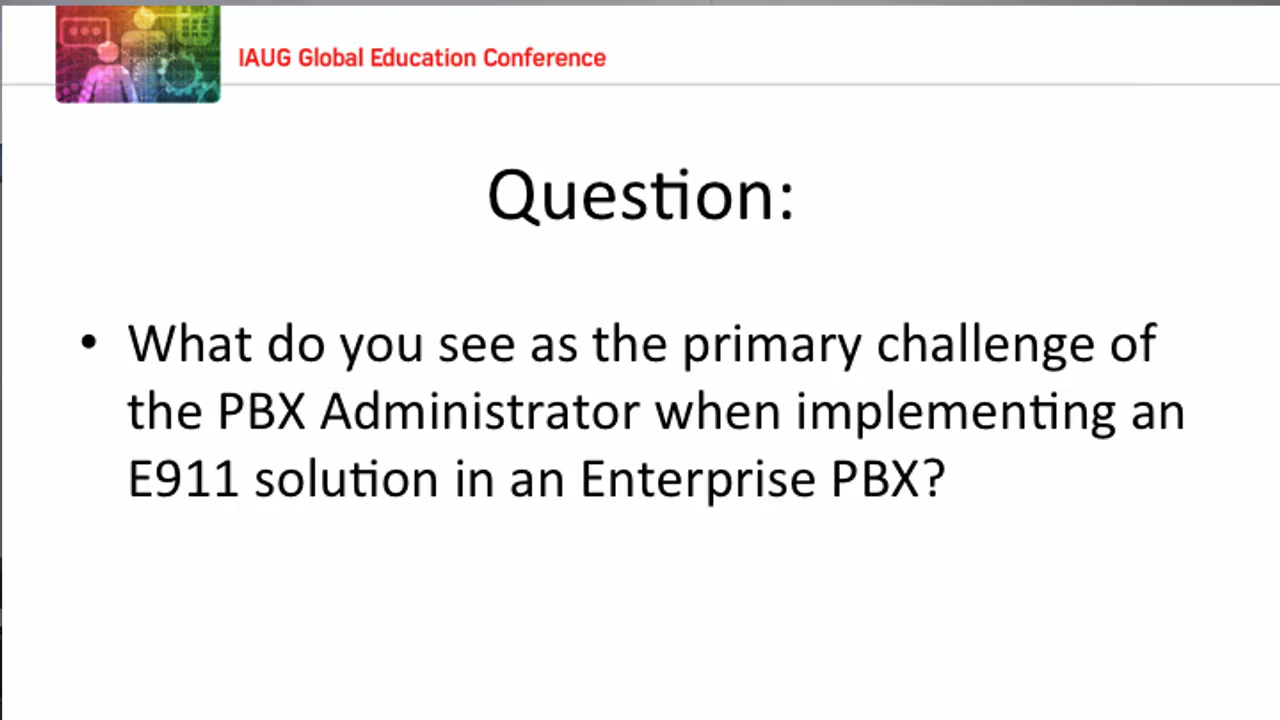 IAUG Global Education Conference
Question:
• What do you see as the primary challenge of
the PBX Administrator when implementing an
E911 solution in an Enterprise PBX?